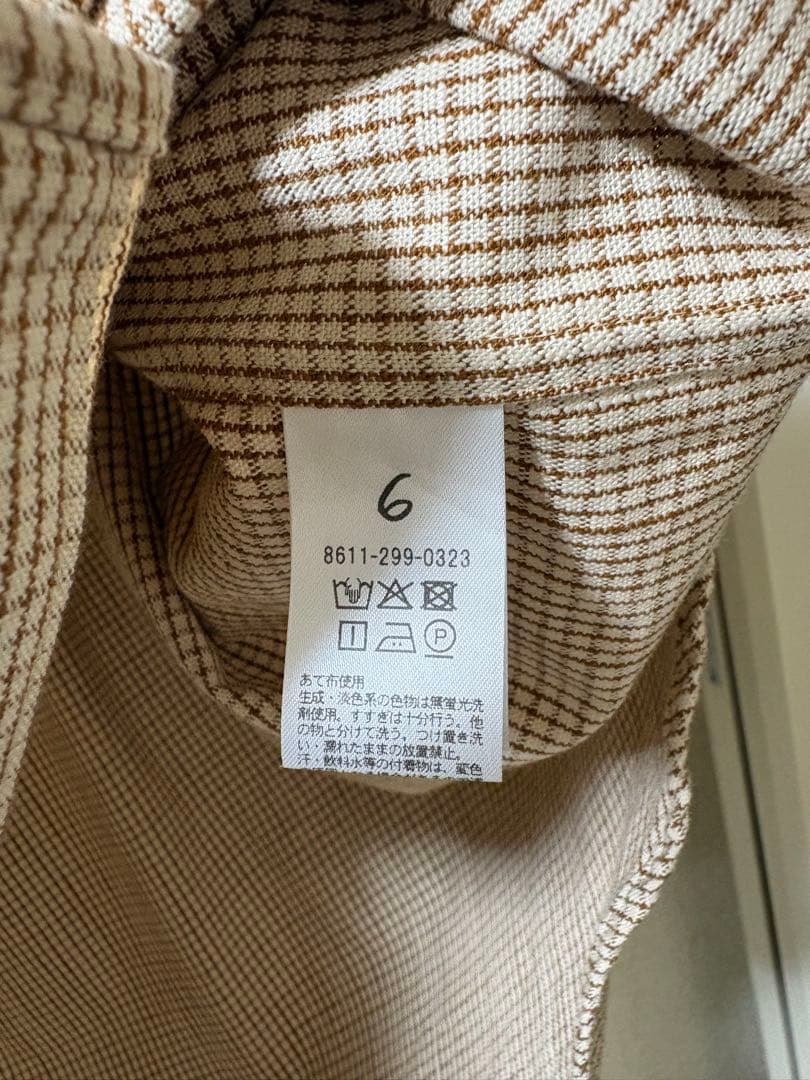 6
8611-299-0323
P
あて布使用
生成・淡色系の色物は無蛍光洗
剤使用。すすぎは十分行う。他
の物と分けて洗う。つけ置き洗
い・濡れたままの放置禁止。
汗・飲料水等の付着物は、変色